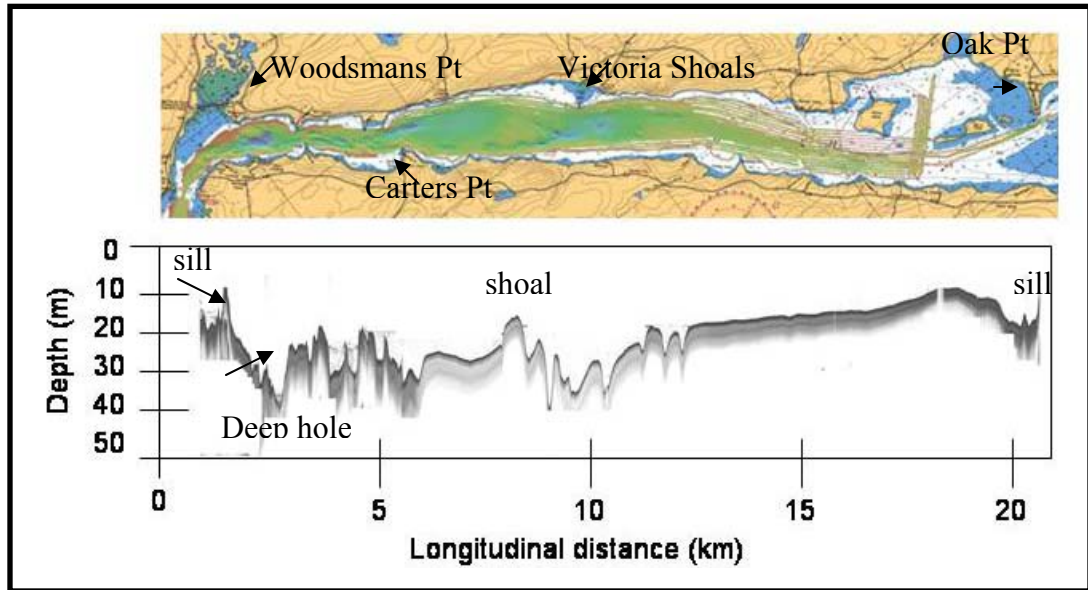 Oak Pt
Woodsmans Pt
Victoria Shoals
Carters Pt
0
sill
10
shoal
sill
20
30
40
Deep hole
50
Depth (m)
0
5
10
15
20
Longitudinal distance (km)